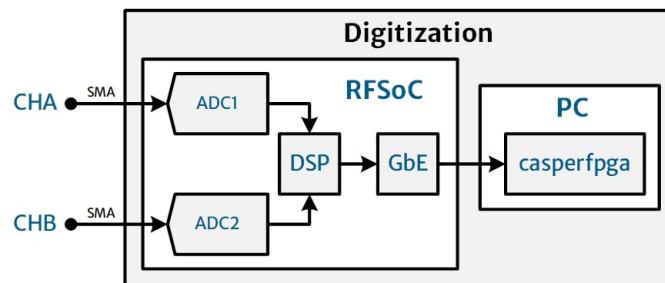 Digitization
RFSoC
PC
CHA
SMA
ADC1
DSP
GbE
casperfpga
CHB
SMA
ADC2